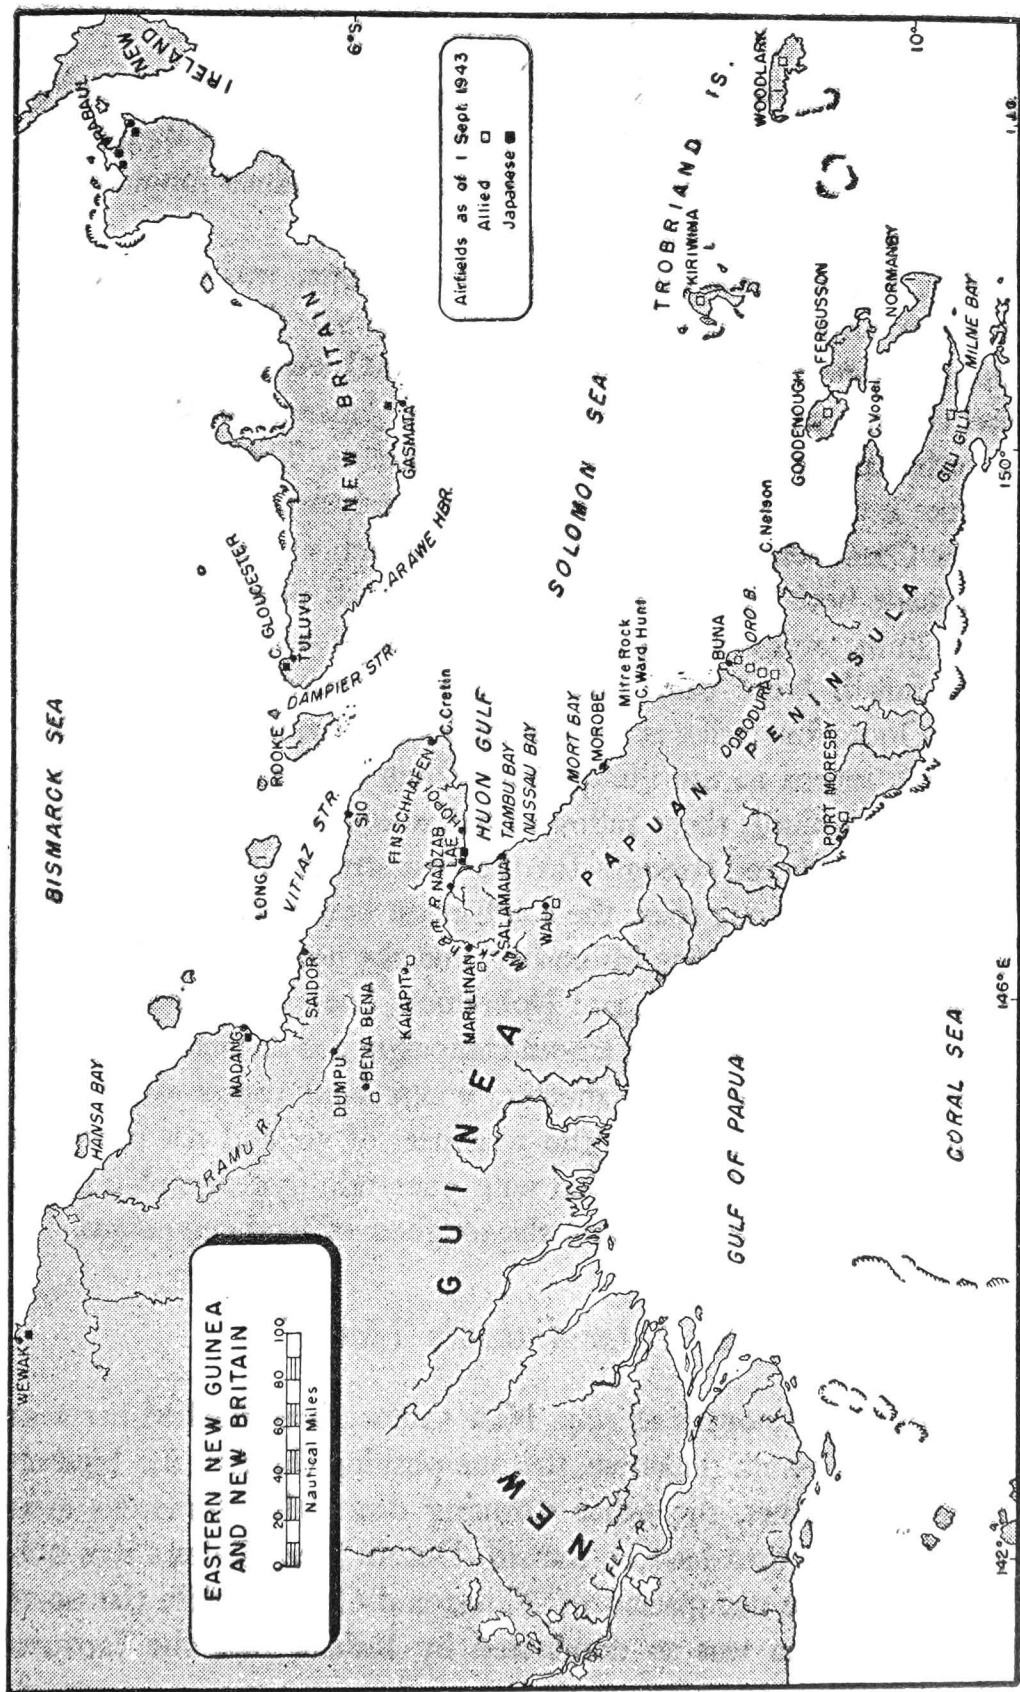 EASTERN NEW GUINEA
AND NEW BRITAIN
0 20 40 60 80 100
Nautical Miles
Airfields as of 1 Sept 1943
Allied
Japanese
BISMARCK SEA
WEWAK
HANSA BAY
RAMU R.
MADANG
SAIDOR
DUMPU
BENA BENA
KAIAPIT
LONG I
VITIAZ STR.
SIO
ROOKE I
DAMPIER STR.
C. GLOUCESTER
TULUVU
ARAWE HBR.
GASMATA
NEW BRITAIN
RABAUL
NEW
IRELAND
6°S
FINSCHHAFEN
C. Cretin
HOPOI
NADZAB
LAE
HUON GULF
MARILINAN
SALAMAUA
TAMBU BAY
NASSAU BAY
WAU
MORT BAY
MOROBE
Mitre Rock
C. Ward Hunt
SOLOMON SEA
BUNA
ORO B.
DOBODURA
C. Nelson
PAPUAN PENINSULA
PORT MORESBY
TROBRIAND IS.
KIRIWINA
WOODLARK
GOODENOUGH
FERGUSSON
NORMANBY
C. Vogel
GILI GILI
MILNE BAY
10°
NEW GUINEA
FLY R.
GULF OF PAPUA
CORAL SEA
142°
146°E
150°